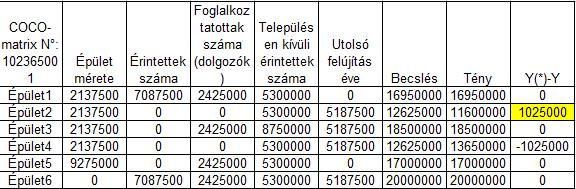 COCO-matrix N°: 102365001 Épület mérete Érintettek száma Foglalkoztatottak száma (dolgozók) Településen kívüli érintettek száma Utolsó felújítás éve Becslés Tény Y(*)-Y
Épület1 2137500 7087500 2425000 5300000 0 16950000 16950000 0
Épület2 2137500 0 0 5300000 5187500 12625000 11600000 1025000
Épület3 2137500 0 2425000 8750000 5187500 18500000 18500000 0
Épület4 2137500 0 0 5300000 5187500 12625000 13650000 -1025000
Épület5 9275000 0 2425000 5300000 0 17000000 17000000 0
Épület6 0 7087500 2425000 5300000 5187500 20000000 20000000 0